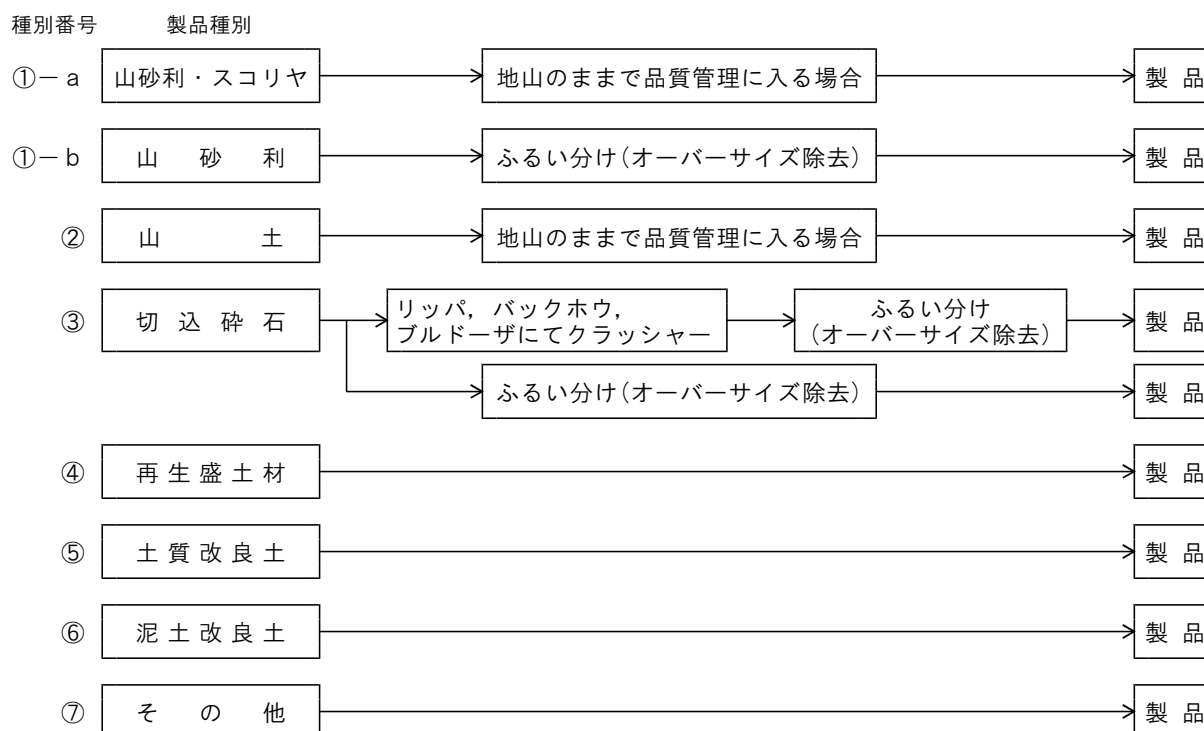 種別番号 製品種別
①－a 山砂利・スコリヤ 地山のままで品質管理に入る場合 製品
①－b 山砂利 ふるい分け（オーバーサイズ除去） 製品
② 山土 地山のままで品質管理に入る場合 製品
③ 切込砕石 リッパ，バックホウ， ふるい分け 製品
ブルドーザにてクラッシャー （オーバーサイズ除去）
ふるい分け（オーバーサイズ除去） 製品
④ 再生盛土材 製品
⑤ 土質改良土 製品
⑥ 泥土改良土 製品
⑦ その他 製品